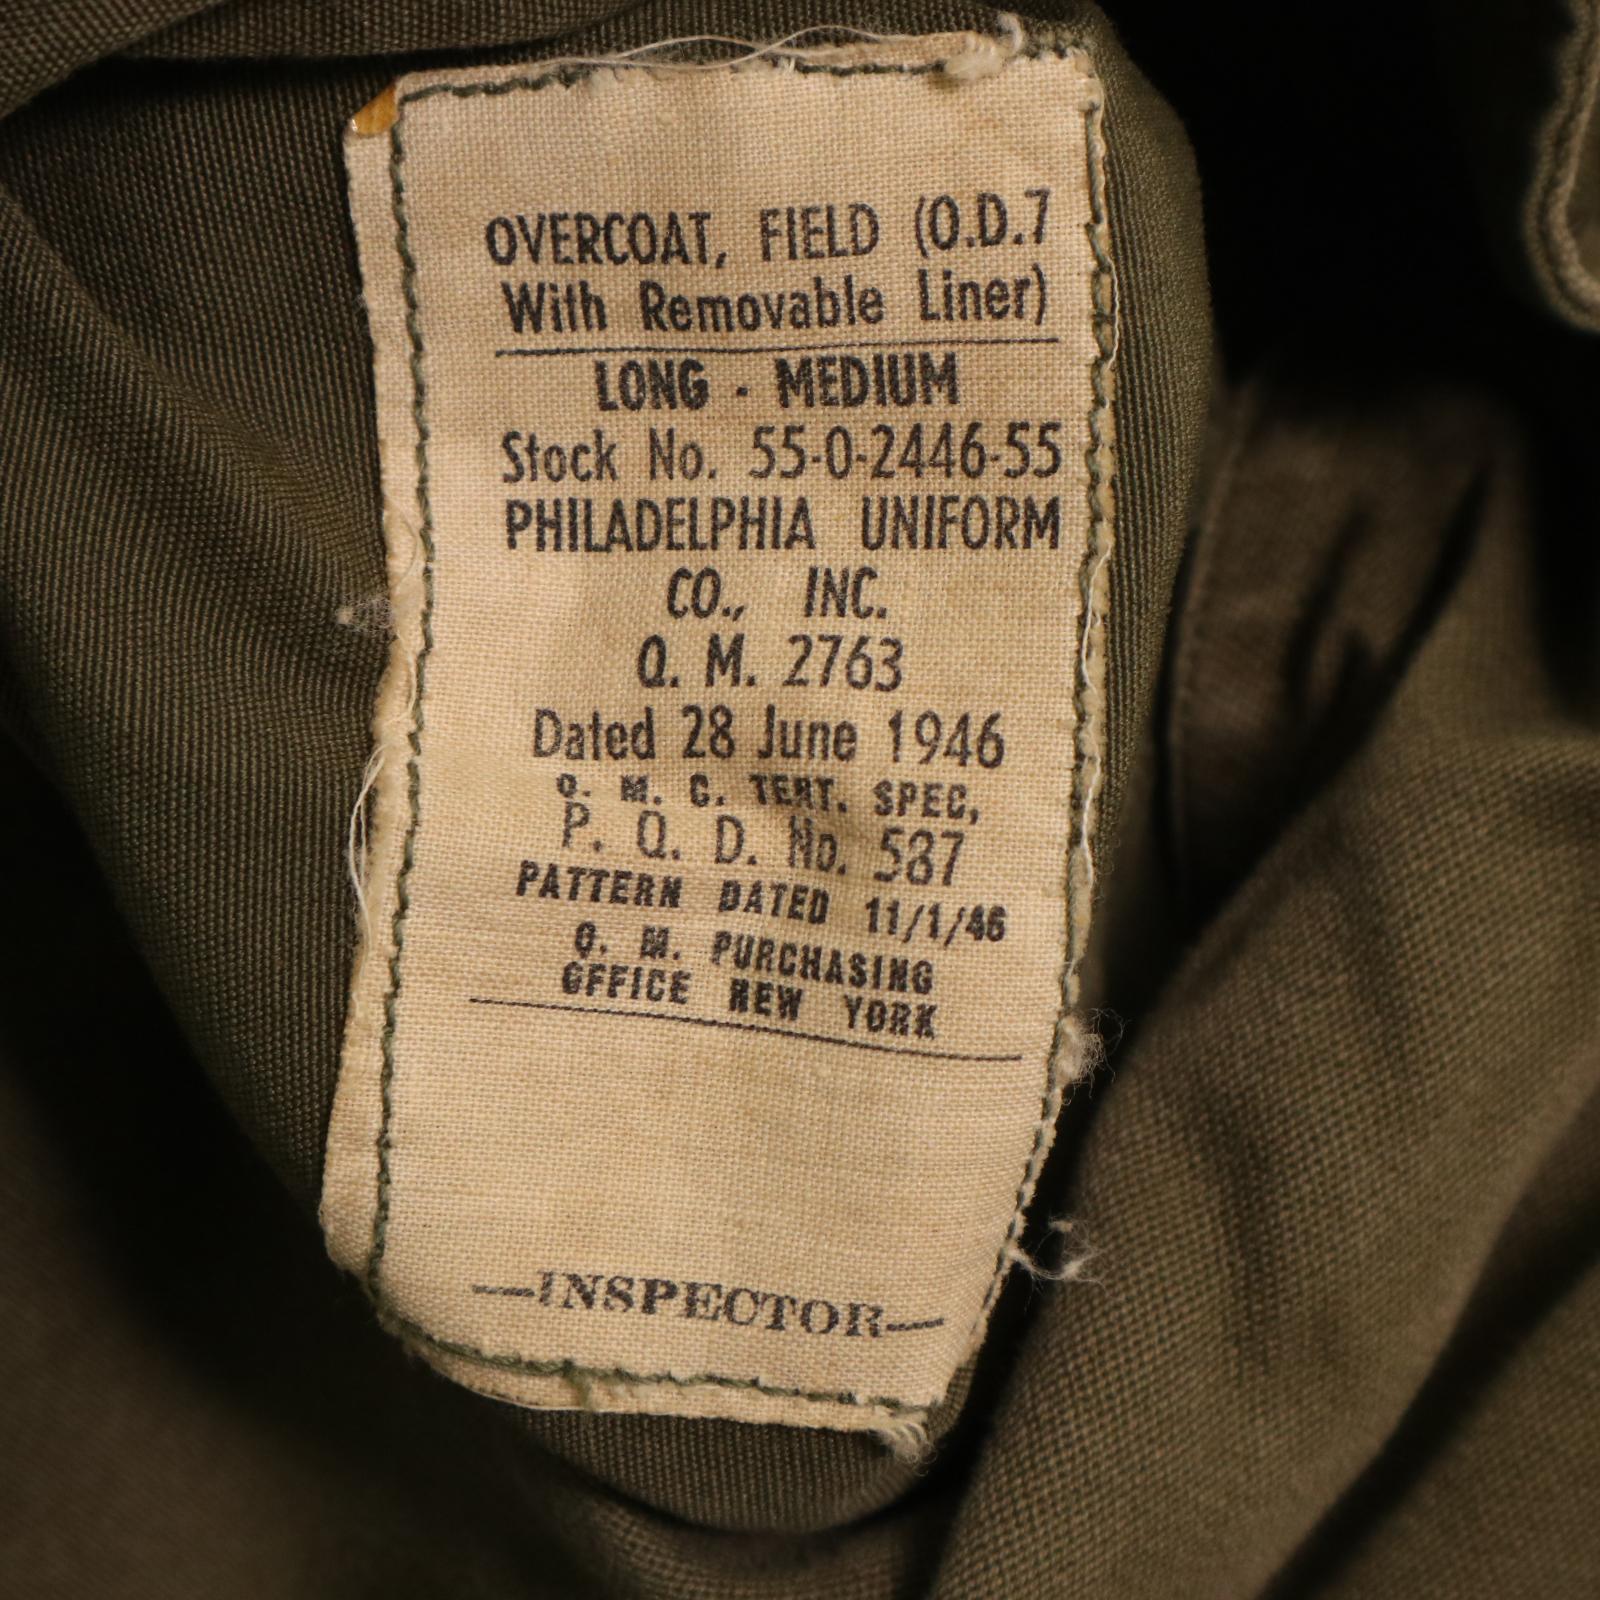 OVERCOAT, FIELD (O.D.7
With Removable Liner)
LONG - MEDIUM
Stock No. 55-0-2446-55
PHILADELPHIA UNIFORM
CO., INC.
Q. M. 2763
Dated 28 June 1946
Q. M. C. TENT. SPEC,
P. Q. D. No. 587
PATTERN DATED 11/1/46
Q. M. PURCHASING
OFFICE NEW YORK
—INSPECTOR—